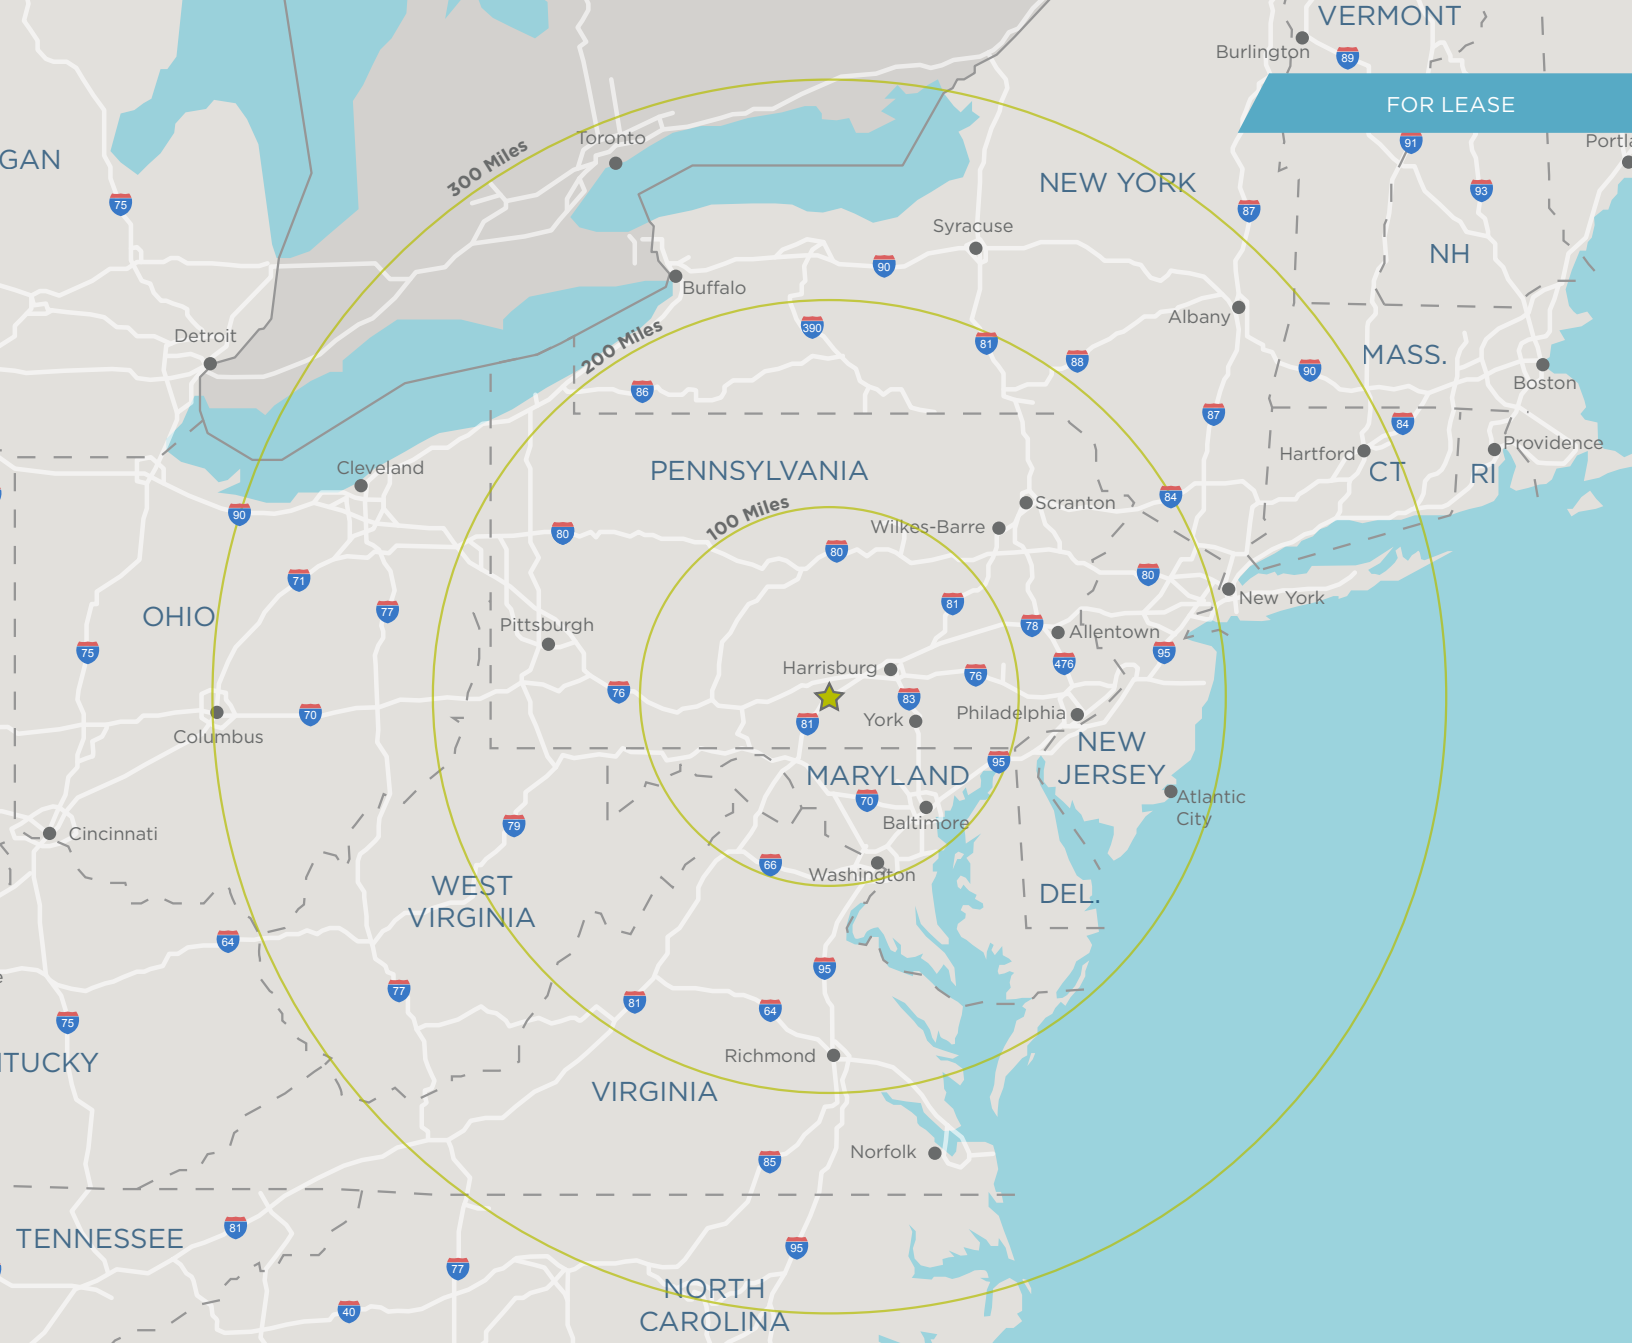 VERMONT
Burlington
89
FOR LEASE
Toronto
91
Portla
300 Miles
GAN
NEW YORK
93
75
87
Syracuse
NH
90
Buffalo
Albany
390
200 Miles
Detroit
81
88
MASS.
90
Boston
86
87
84
Providence
Hartford
CT
RI
Cleveland
PENNSYLVANIA
84
Scranton
90
100 Miles
Wilkes-Barre
80
80
80
71
New York
77
81
OHIO
Pittsburgh
78
Allentown
75
95
476
Harrisburg
76
76
83
70
81
York
Philadelphia
Columbus
NEW
JERSEY
95
MARYLAND
70
Atlantic
City
Baltimore
79
Cincinnati
66
Washington
WEST
VIRGINIA
DEL.
64
95
77
81
64
75
Richmond
TUCKY
VIRGINIA
Norfolk
85
81
TENNESSEE
95
77
NORTH
CAROLINA
40